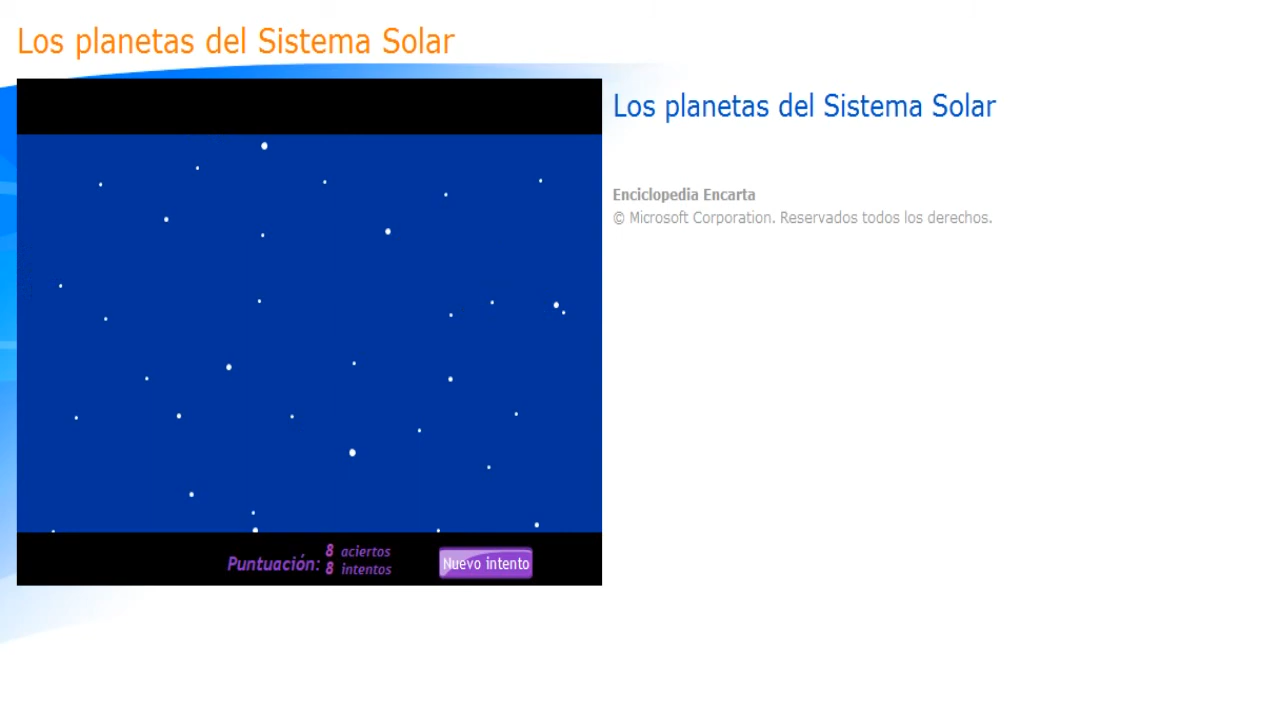 Los planetas del Sistema Solar
Los planetas del Sistema Solar
Enciclopedia Encarta
© Microsoft Corporation. Reservados todos los derechos.
Puntuación: 8 aciertos
8 intentos
Nuevo intento